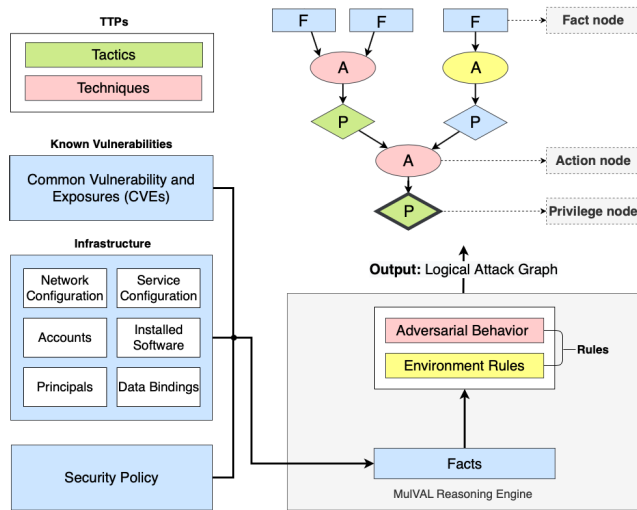 TTPs
Tactics
Techniques
Known Vulnerabilities
Common Vulnerability and
Exposures (CVEs)
Infrastructure
Network
Configuration
Service
Configuration
Accounts
Installed
Software
Principals
Data Bindings
Security Policy
F
F
F
Fact node
A
A
P
P
A
Action node
P
Privilege node
Output: Logical Attack Graph
Adversarial Behavior
Environment Rules
Rules
Facts
MulVAL Reasoning Engine